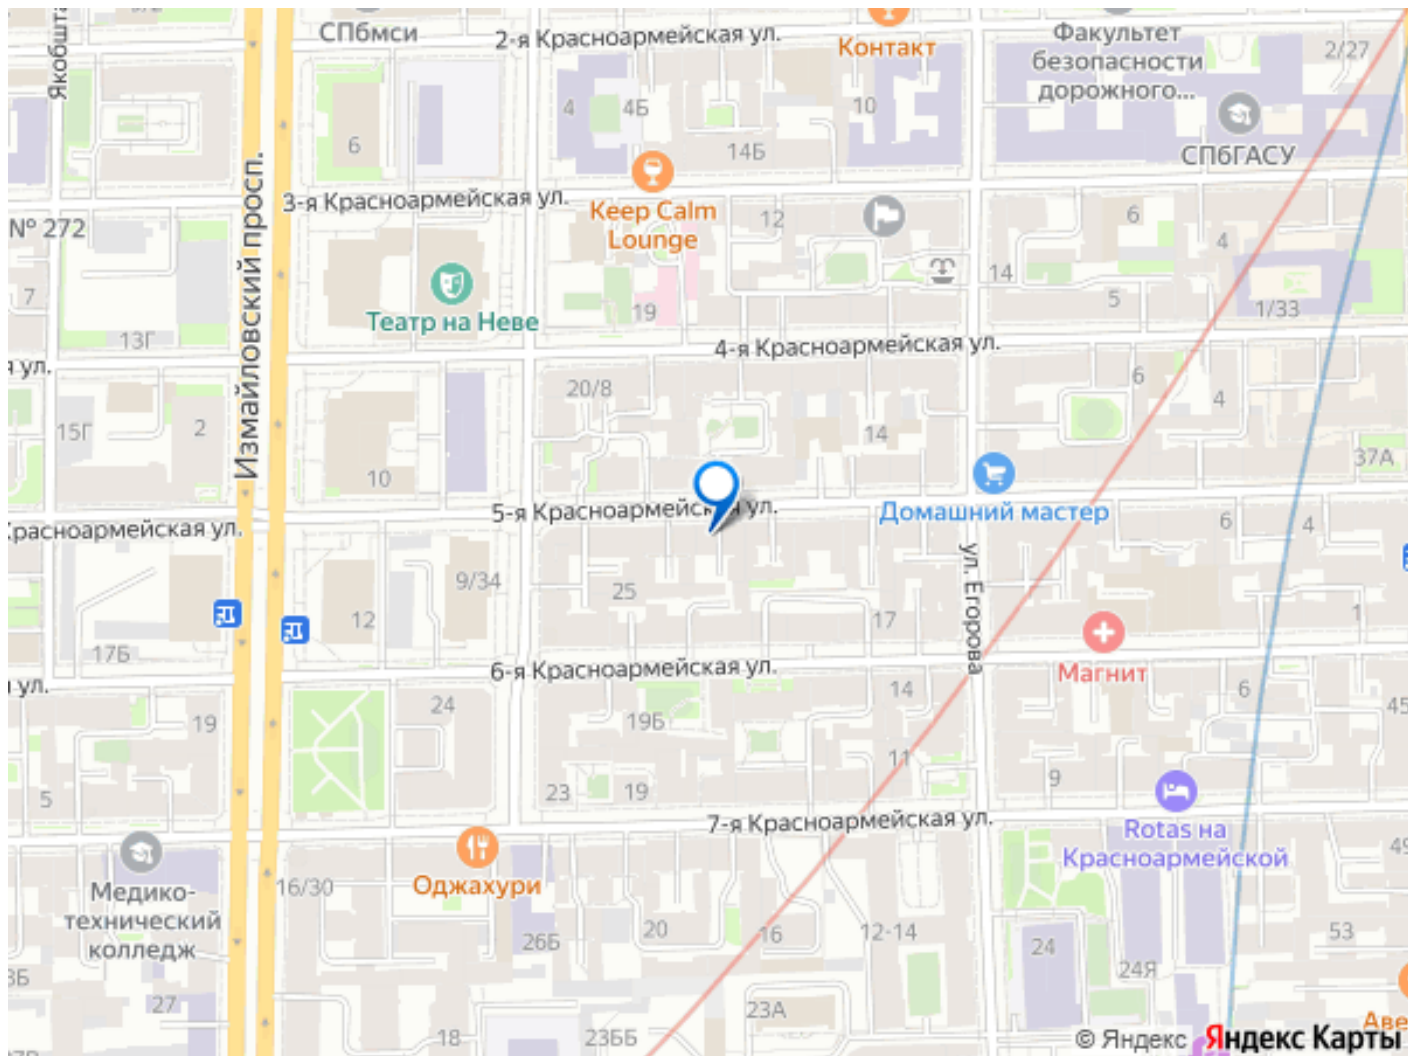 СПбмси
2-я Красноармейская ул.
Контакт
Факультет
безопасности
дорожного...
2/27
Якобшта
4
4Б
10
6
14Б
СПбГАСУ
3-я Красноармейская ул.
Keep Calm
Lounge
12
6
4
№ 272
Измайловский просп.
14
7
5
1/33
19
13Г
Театр на Неве
4-я Красноармейская ул.
я ул.
20/8
6
4
15Г
2
14
37А
10
5-я Красноармейская ул.
Домашний мастер
6
4
Красноармейская ул.
ул. Егорова
9/34
25
12
17
1
17Б
6-я Красноармейская ул.
Магнит
я ул.
14
6
24
19Б
45
19
11
9
5
23
19
7-я Красноармейская ул.
Rotas на
Красноармейской
49
Медико-
технический
колледж
16/30
Оджахури
20
16
12-14
26Б
24
53
24Я
3Б
27
23А
18
23ББ
Аве
© Яндекс Яндекс Карты